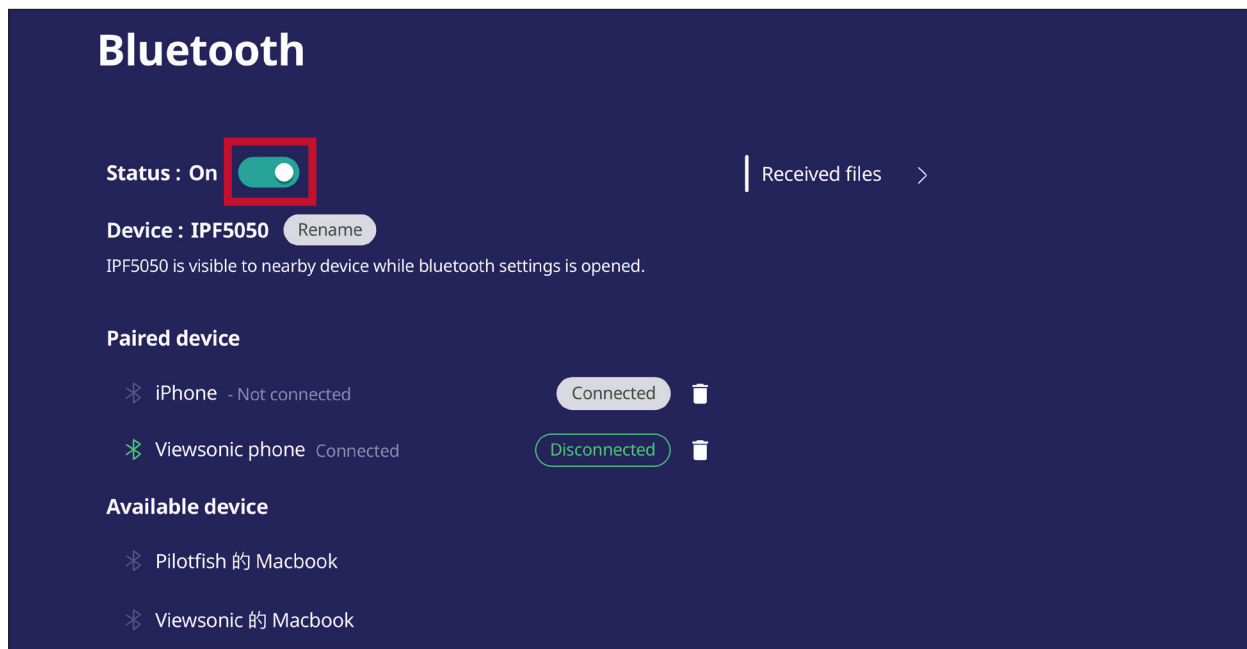 Bluetooth
Status : On
Received files
Device : IPF5050 Rename
IPF5050 is visible to nearby device while bluetooth settings is opened.
Paired device
iPhone - Not connected Connected
Viewsonic phone Connected Disconnected
Available device
Pilotfish 的 Macbook
Viewsonic 的 Macbook